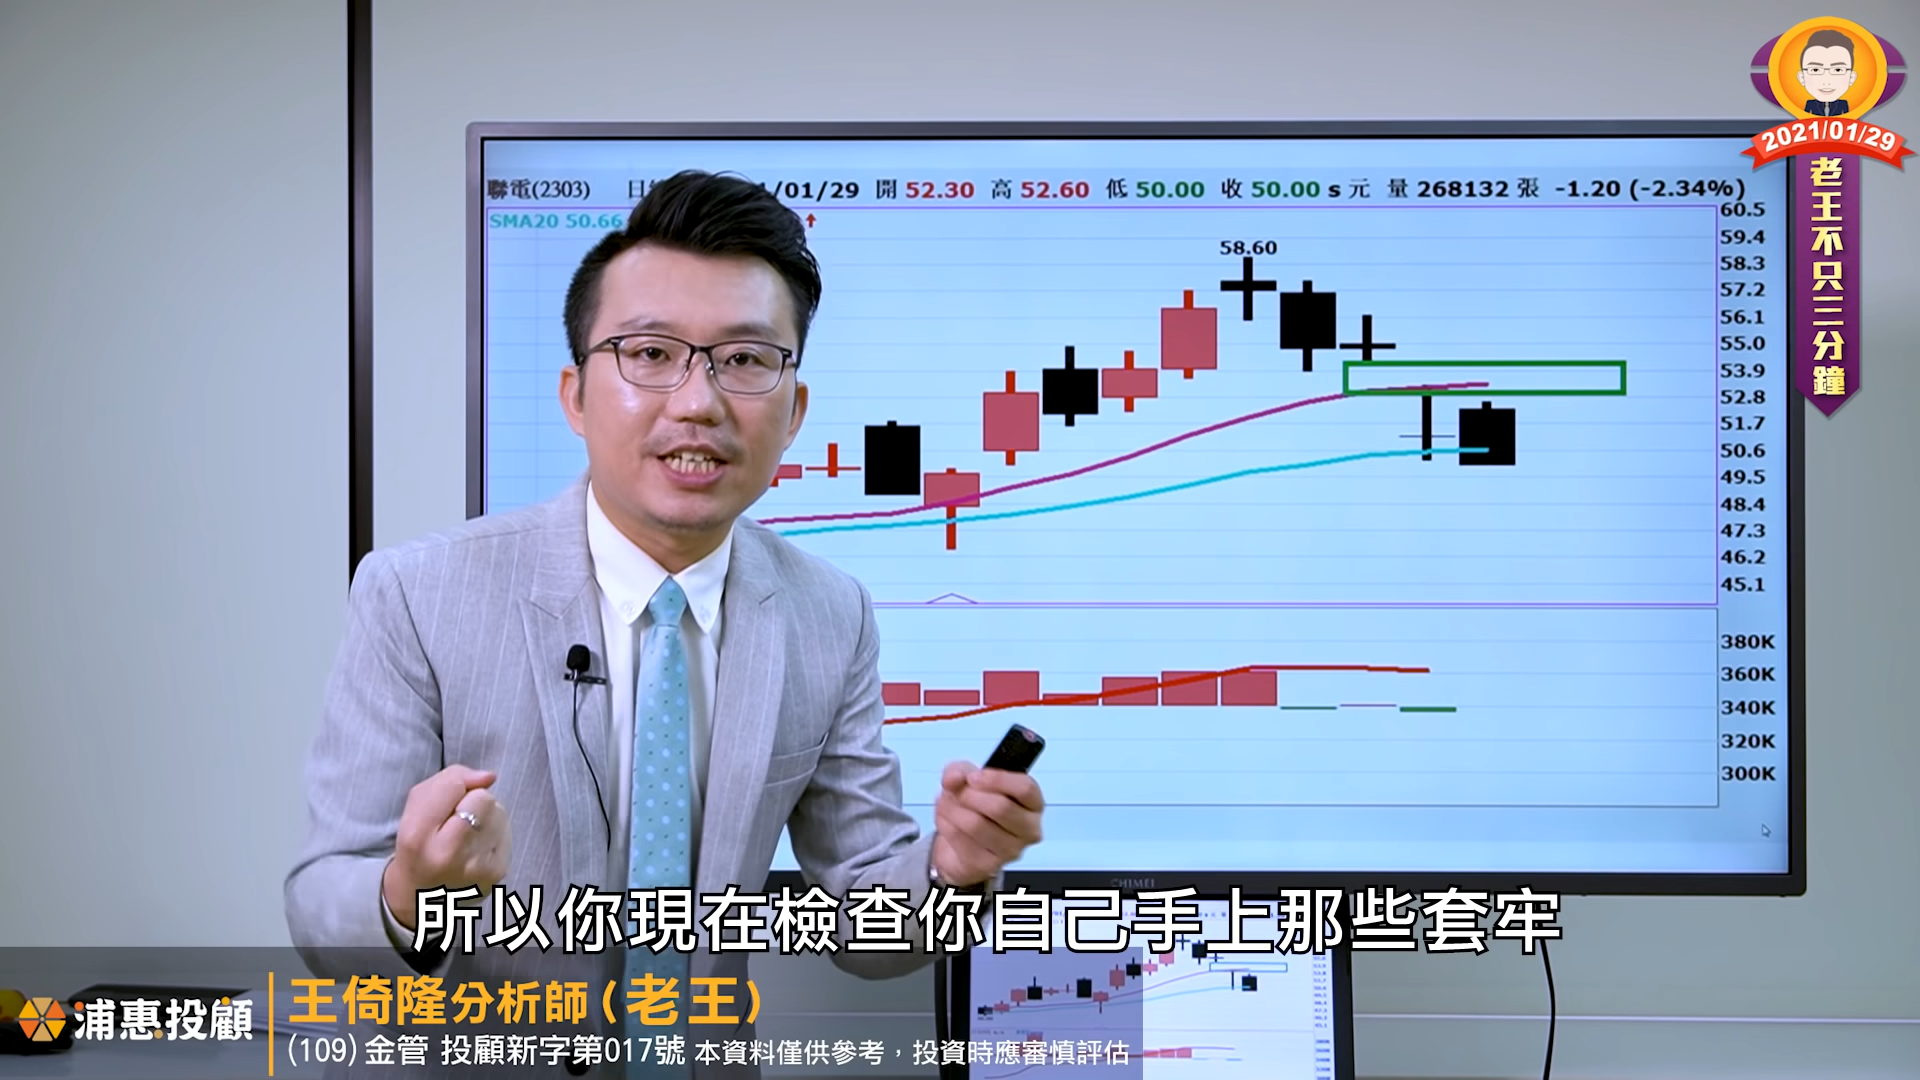 聯電(2303)
/01/29 開 52.30 高 52.60 低 50.00 收 50.00 s 元 量 268132 張 -1.20 (-2.34%)
SMA20 50.66
2021/01/29
老王不只三分鐘
58.60
60.5
59.4
58.3
57.2
56.1
55.0
53.9
52.8
51.7
50.6
49.5
48.4
47.3
46.2
45.1
380K
360K
340K
320K
300K
CHIMEI
所以你現在檢查你自己手上那些套牢
浦惠投顧
王倚隆分析師(老王)
(109) 金管 投顧新字第017號 本資料僅供參考，投資時應審慎評估